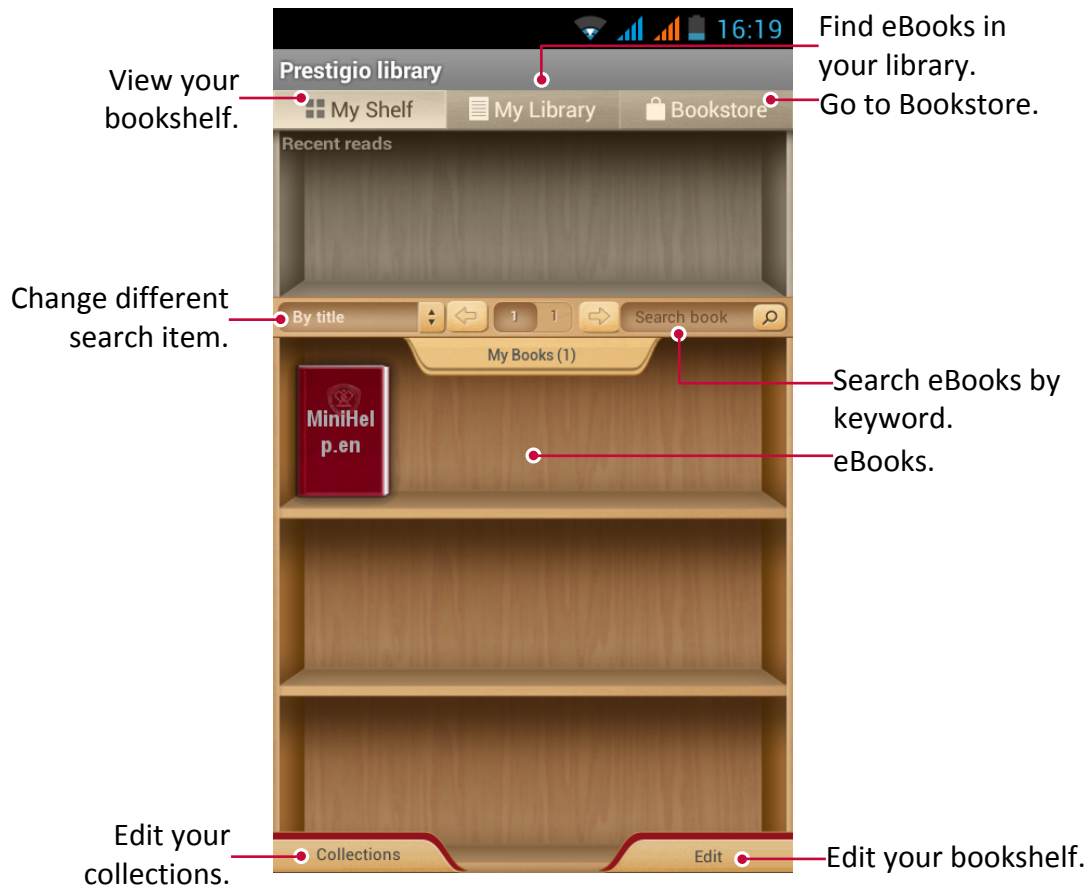 16:19
Find eBooks in
your library.
Prestigio library
View your
bookshelf.
My Shelf
My Library
Bookstore
Go to Bookstore.
Recent reads
Change different
search item.
By title
1
1
Search book
My Books (1)
MiniHel
p.en
Search eBooks by
keyword.
eBooks.
Edit your
collections.
Collections
Edit
Edit your bookshelf.